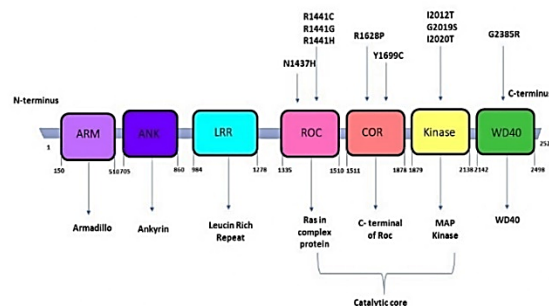 R1441C
R1441G
R1441H
I2012T
G2019S
I2020T
R1628P
G2385R
N1437H
Y1699C
N-terminus
C-terminus
ARM
ANK
LRR
ROC
COR
Kinase
WD40
1
150
510
705
860
984
1278
1335
1510
1511
1878
1879
2138
2142
2498
Armadillo
Ankyrin
Leucin Rich
Repeat
Ras in
complex
protein
C- terminal
of Roc
MAP
Kinase
WD40
Catalytic core